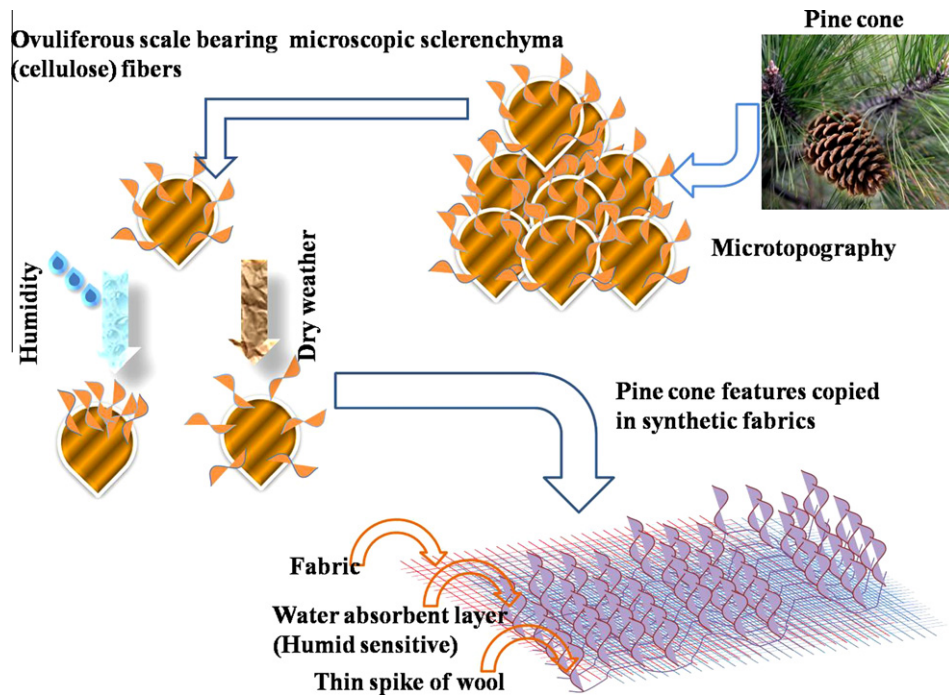 Pine cone
Ovuliferous scale bearing microscopic sclerenchyma
(cellulose) fibers
Microtopography
Humidity
Dry weather
Pine cone features copied
in synthetic fabrics
Fabric
Water absorbent layer
(Humid sensitive)
Thin spike of wool